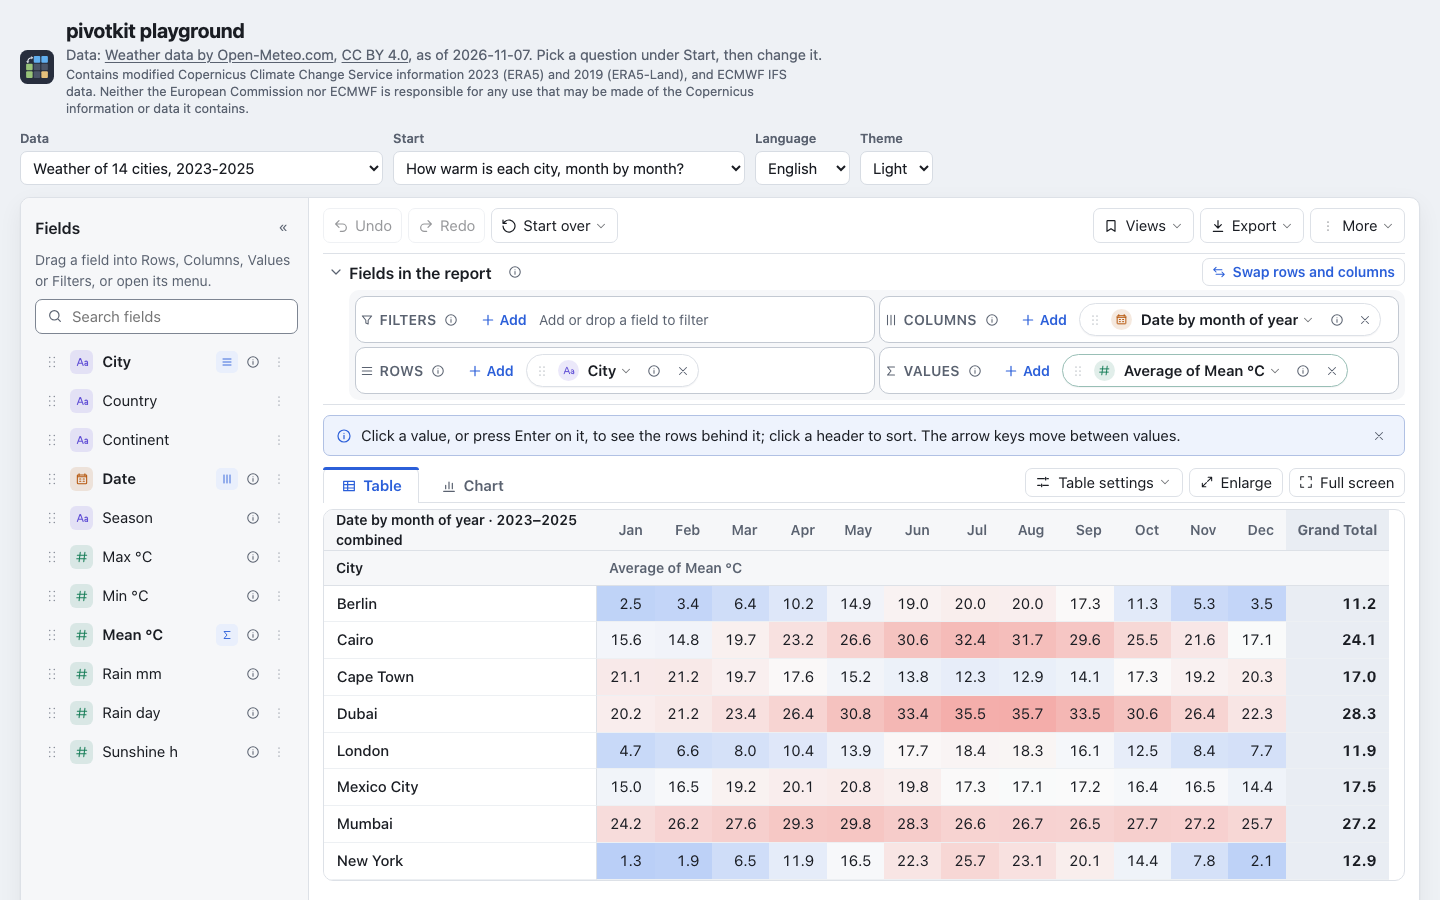 pivotkit playground
Data: Weather data by Open-Meteo.com, CC BY 4.0, as of 2026-11-07. Pick a question under Start, then change it.
Contains modified Copernicus Climate Change Service information 2023 (ERA5) and 2019 (ERA5-Land), and ECMWF IFS
data. Neither the European Commission nor ECMWF is responsible for any use that may be made of the Copernicus
information or data it contains.
Data Start Language Theme
Weather of 14 cities, 2023-2025 How warm is each city, month by month? English Light
Fields «
Drag a field into Rows, Columns, Values
or Filters, or open its menu.
Search fields
Aa City
Aa Country
Aa Continent
Date
Aa Season
# Max °C
# Min °C
# Mean °C Σ
# Rain mm
# Rain day
# Sunshine h
Undo Redo Start over Views Export More
Fields in the report Swap rows and columns
FILTERS + Add Add or drop a field to filter
COLUMNS + Add Date by month of year
ROWS + Add Aa City
Σ VALUES + Add # Average of Mean °C
Click a value, or press Enter on it, to see the rows behind it; click a header to sort. The arrow keys move between values.
Table Chart Table settings Enlarge Full screen
Date by month of year · 2023–2025
combined
Jan Feb Mar Apr May Jun Jul Aug Sep Oct Nov Dec Grand Total
City Average of Mean °C
Berlin 2.5 3.4 6.4 10.2 14.9 19.0 20.0 20.0 17.3 11.3 5.3 3.5 11.2
Cairo 15.6 14.8 19.7 23.2 26.6 30.6 32.4 31.7 29.6 25.5 21.6 17.1 24.1
Cape Town 21.1 21.2 19.7 17.6 15.2 13.8 12.3 12.9 14.1 17.3 19.2 20.3 17.0
Dubai 20.2 21.2 23.4 26.4 30.8 33.4 35.5 35.7 33.5 30.6 26.4 22.3 28.3
London 4.7 6.6 8.0 10.4 13.9 17.7 18.4 18.3 16.1 12.5 8.4 7.7 11.9
Mexico City 15.0 16.5 19.2 20.1 20.8 19.8 17.3 17.1 17.2 16.4 16.5 14.4 17.5
Mumbai 24.2 26.2 27.6 29.3 29.8 28.3 26.6 26.7 26.5 27.7 27.2 25.7 27.2
New York 1.3 1.9 6.5 11.9 16.5 22.3 25.7 23.1 20.1 14.4 7.8 2.1 12.9